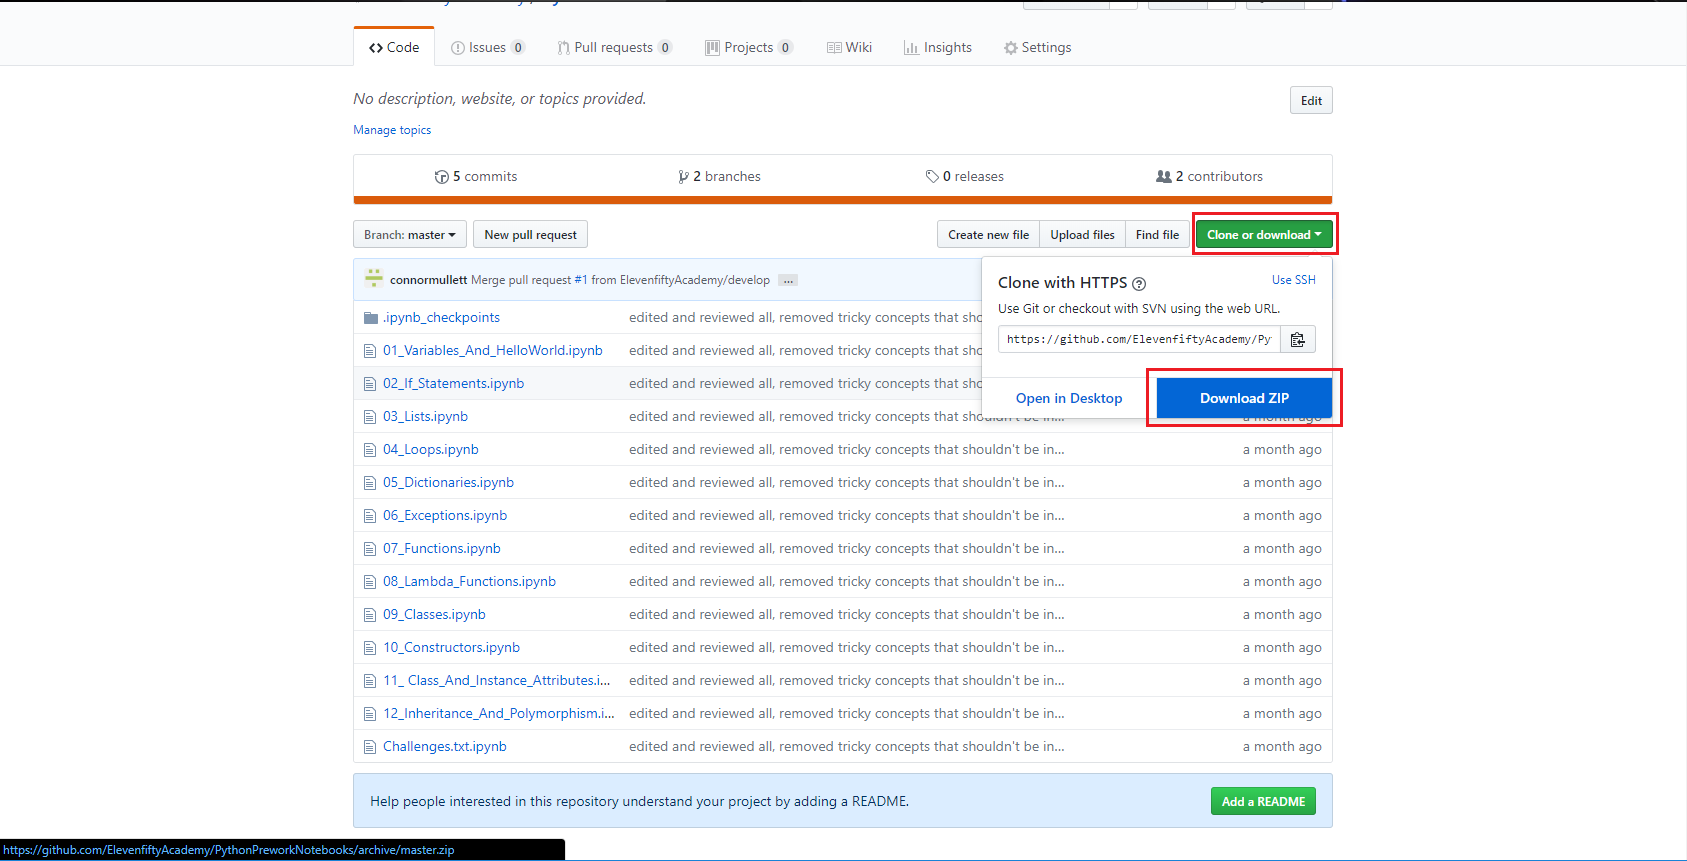 Code Issues 0 Pull requests 0 Projects 0 Wiki Insights Settings
No description, website, or topics provided.
Edit
Manage topics
5 commits 2 branches 0 releases 2 contributors
Branch: master New pull request Create new file Upload files Find file Clone or download
connormullett Merge pull request #1 from ElevenfiftyAcademy/develop ...
Clone with HTTPS ? Use SSH
Use Git or checkout with SVN using the web URL.
https://github.com/ElevenfiftyAcademy/Py
Open in Desktop Download ZIP
.ipynb_checkpoints edited and reviewed all, removed tricky concepts that
01_Variables_And_HelloWorld.ipynb edited and reviewed all, removed tricky concepts that
02_If_Statements.ipynb edited and reviewed all, removed tricky concepts that
03_Lists.ipynb edited and reviewed all, removed tricky concepts that shouldn't be in... a month ago
04_Loops.ipynb edited and reviewed all, removed tricky concepts that shouldn't be in... a month ago
05_Dictionaries.ipynb edited and reviewed all, removed tricky concepts that shouldn't be in... a month ago
06_Exceptions.ipynb edited and reviewed all, removed tricky concepts that shouldn't be in... a month ago
07_Functions.ipynb edited and reviewed all, removed tricky concepts that shouldn't be in... a month ago
08_Lambda_Functions.ipynb edited and reviewed all, removed tricky concepts that shouldn't be in... a month ago
09_Classes.ipynb edited and reviewed all, removed tricky concepts that shouldn't be in... a month ago
10_Constructors.ipynb edited and reviewed all, removed tricky concepts that shouldn't be in... a month ago
11_ Class_And_Instance_Attributes.i... edited and reviewed all, removed tricky concepts that shouldn't be in... a month ago
12_Inheritance_And_Polymorphism.i... edited and reviewed all, removed tricky concepts that shouldn't be in... a month ago
Challenges.txt.ipynb edited and reviewed all, removed tricky concepts that shouldn't be in... a month ago
Help people interested in this repository understand your project by adding a README.
Add a README
https://github.com/ElevenfiftyAcademy/PythonPreworkNotebooks/archive/master.zip